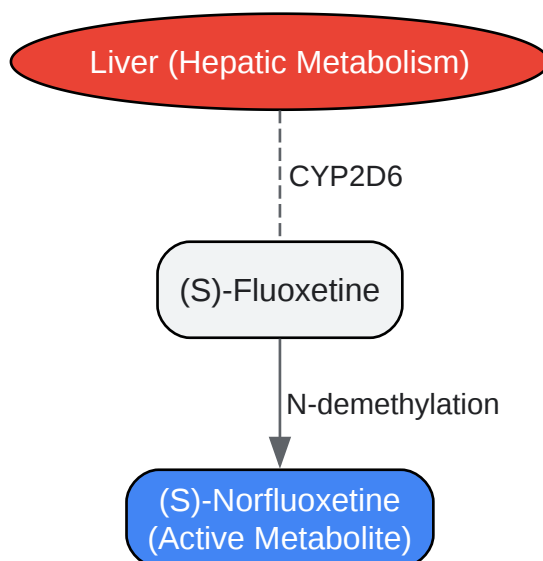 Liver (Hepatic Metabolism)
CYP2D6
(S)-Fluoxetine
N-demethylation
(S)-Norfluoxetine
(Active Metabolite)